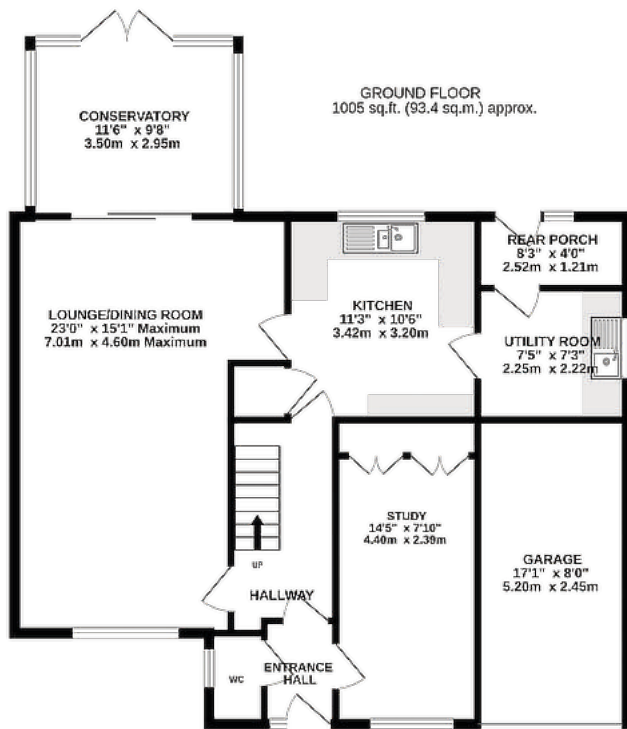 GROUND FLOOR
1005 sq.ft. (93.4 sq.m.) approx.
CONSERVATORY
11'6" x 9'8"
3.50m x 2.95m
REAR PORCH
8'3" x 4'0"
2.52m x 1.21m
LOUNGE/DINING ROOM
23'0" x 15'1" Maximum
7.01m x 4.60m Maximum
KITCHEN
11'3" x 10'6"
3.42m x 3.20m
UTILITY ROOM
7'5" x 7'3"
2.25m x 2.22m
STUDY
14'5" x 7'10"
4.40m x 2.39m
GARAGE
17'1" x 8'0"
5.20m x 2.45m
UP
HALLWAY
ENTRANCE
HALL
WC